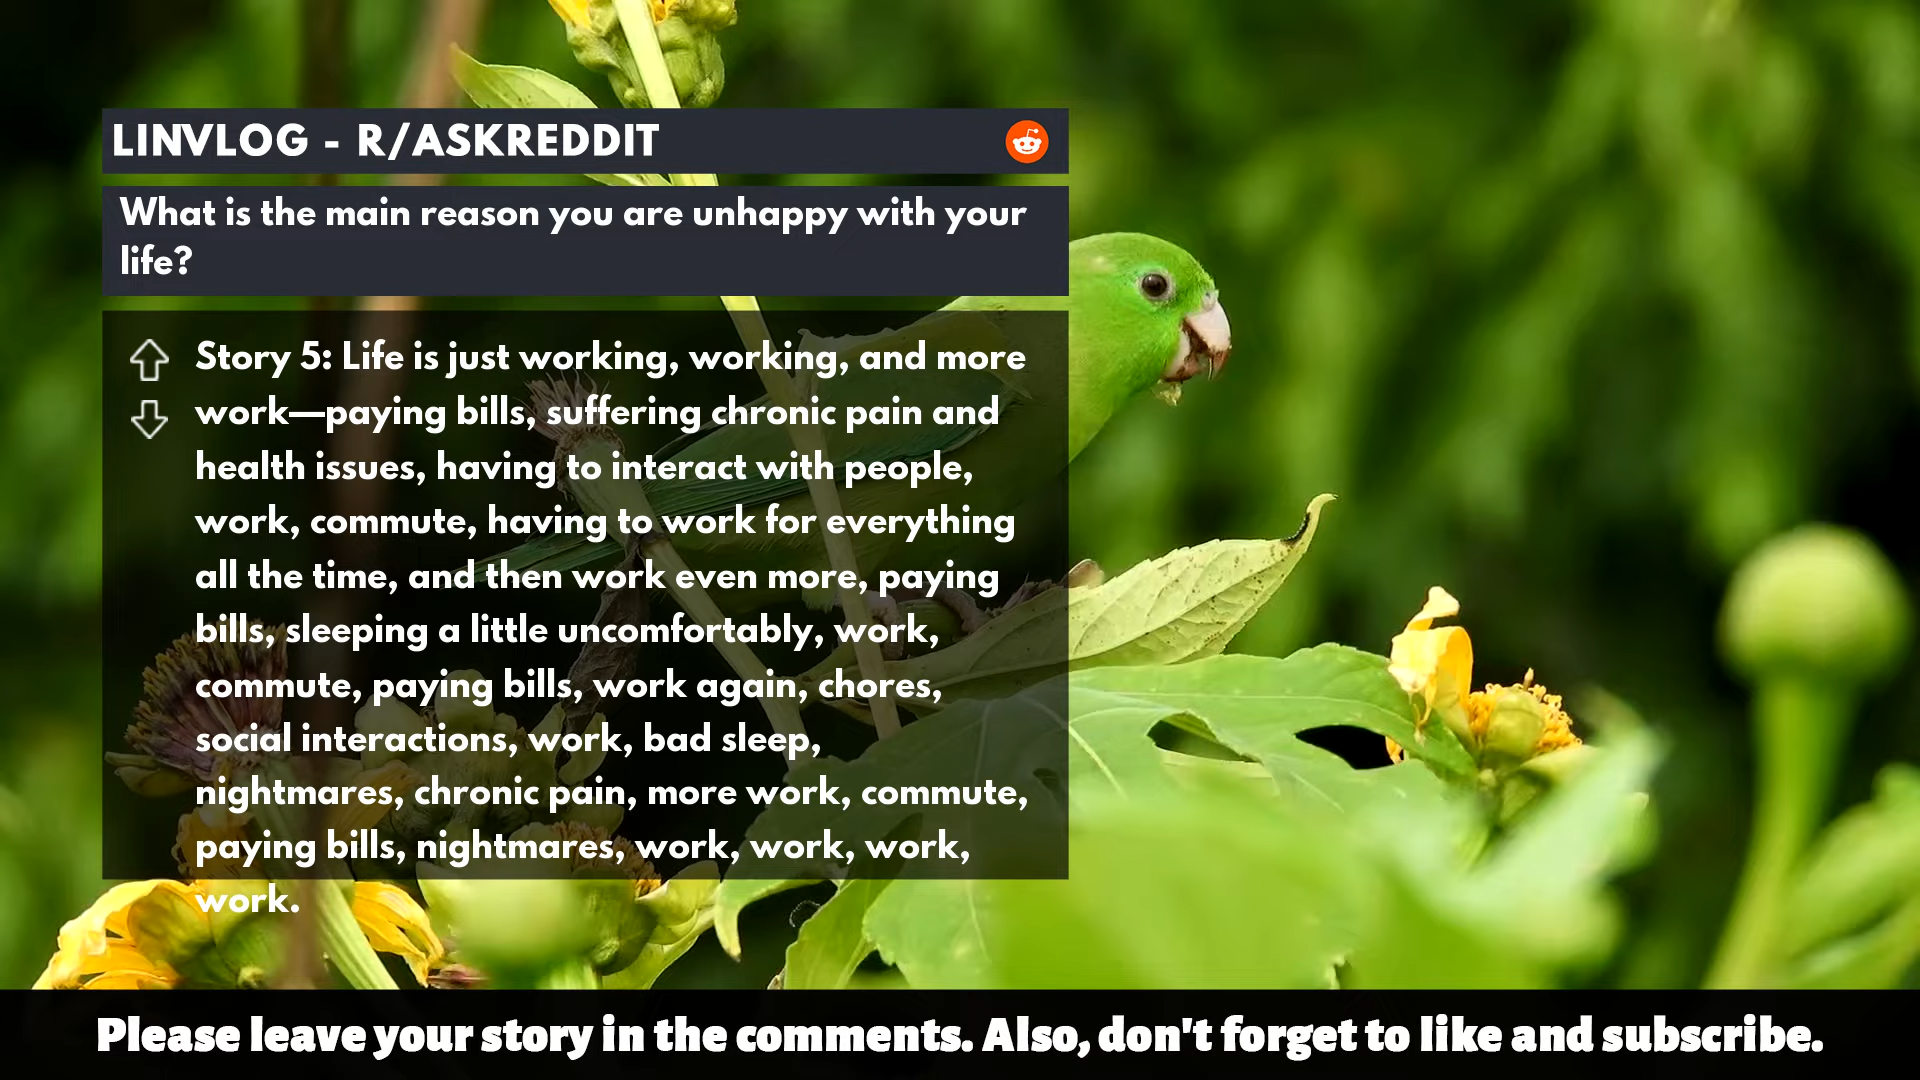 LINVLOG - R/ASKREDDIT
What is the main reason you are unhappy with your
life?
Story 5: Life is just working, working, and more
work—paying bills, suffering chronic pain and
health issues, having to interact with people,
work, commute, having to work for everything
all the time, and then work even more, paying
bills, sleeping a little uncomfortably, work,
commute, paying bills, work again, chores,
social interactions, work, bad sleep,
nightmares, chronic pain, more work, commute,
paying bills, nightmares, work, work, work,
work.
Please leave your story in the comments. Also, don't forget to like and subscribe.